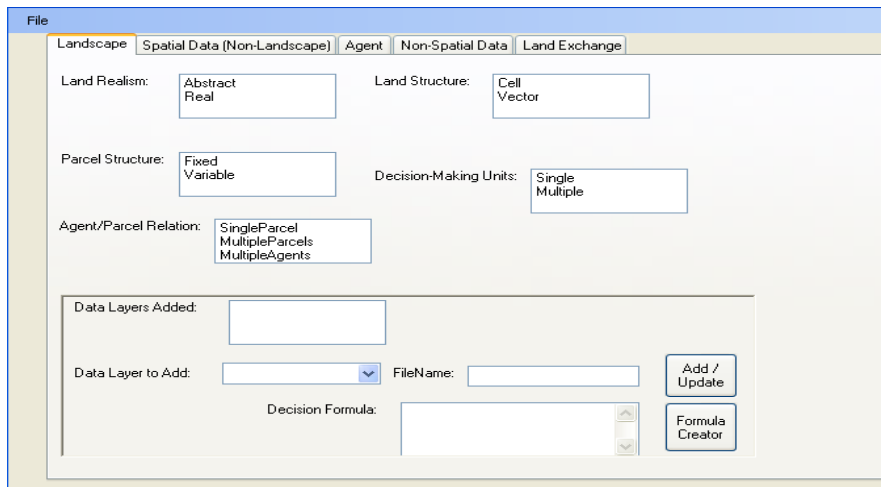 File
Landscape Spatial Data (Non-Landscape) Agent Non-Spatial Data Land Exchange
Land Realism: Abstract Real
Land Structure: Cell Vector
Parcel Structure: Fixed Variable
Decision-Making Units: Single Multiple
Agent/Parcel Relation: SingleParcel MultipleParcels MultipleAgents
Data Layers Added:
Data Layer to Add: FileName: Add / Update
Decision Formula: Formula Creator